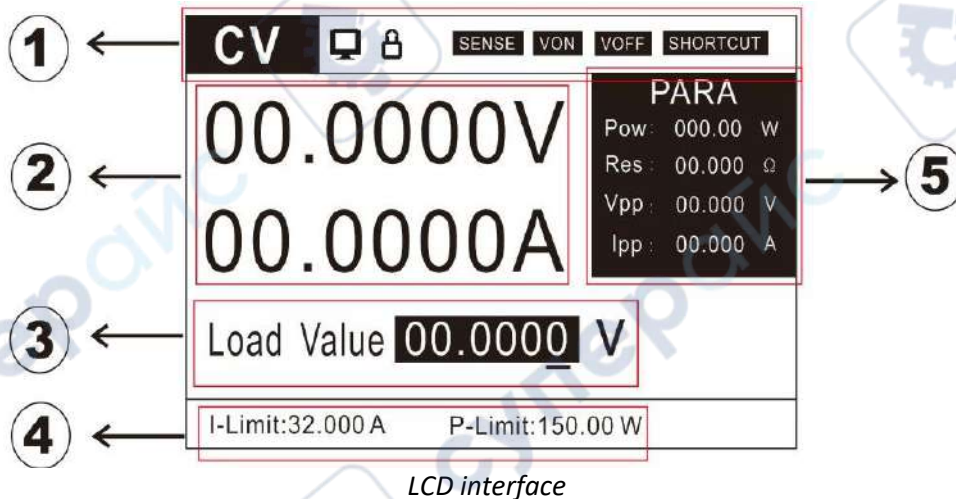 1
CV SENSE VON VOFF SHORTCUT
2
00.0000V
00.0000A
PARA
Pow: 000.00 W
Res: 00.000 Ω
Vpp: 00.000 V
Ipp: 00.000 A
5
3
Load Value 00.0000 V
4
I-Limit:32.000 A P-Limit:150.00 W
LCD interface